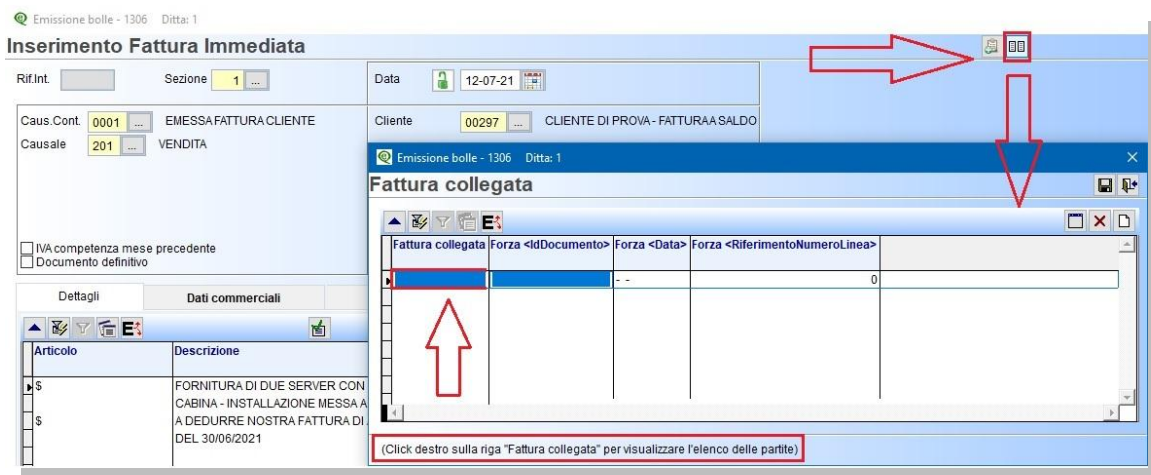 Emissione bolle - 1306 Ditta: 1
Inserimento Fattura Immediata
Rif.Int. Sezione 1 ... Data 12-07-21
Caus.Cont. 0001 ... EMESSA FATTURA CLIENTE Cliente 00297 ... CLIENTE DI PROVA - FATTURA A SALDO
Causale 201 ... VENDITA
IVA competenza mese precedente
Documento definitivo
Dettagli Dati commerciali
Articolo Descrizione
$ FORNITURA DI DUE SERVER CON
CABINA - INSTALLAZIONE MESSA A
$ A DEDURRE NOSTRA FATTURA DI
DEL 30/06/2021
Emissione bolle - 1306 Ditta: 1
Fattura collegata
Fattura collegata Forza <IdDocumento> Forza <Data> Forza <RiferimentoNumeroLinea>
- - 0
(Click destro sulla riga "Fattura collegata" per visualizzare l'elenco delle partite)